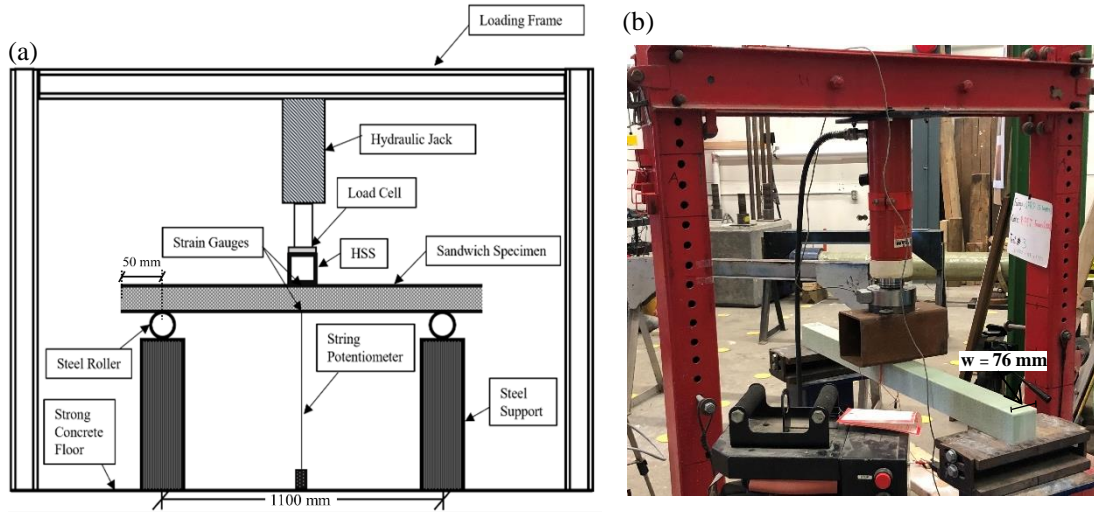 (a)
Loading Frame
Hydraulic Jack
Load Cell
Strain Gauges
HSS
Sandwich Specimen
50 mm
Steel Roller
String
Potentiometer
Steel
Support
Strong
Concrete
Floor
1100 mm
(b)
w = 76 mm